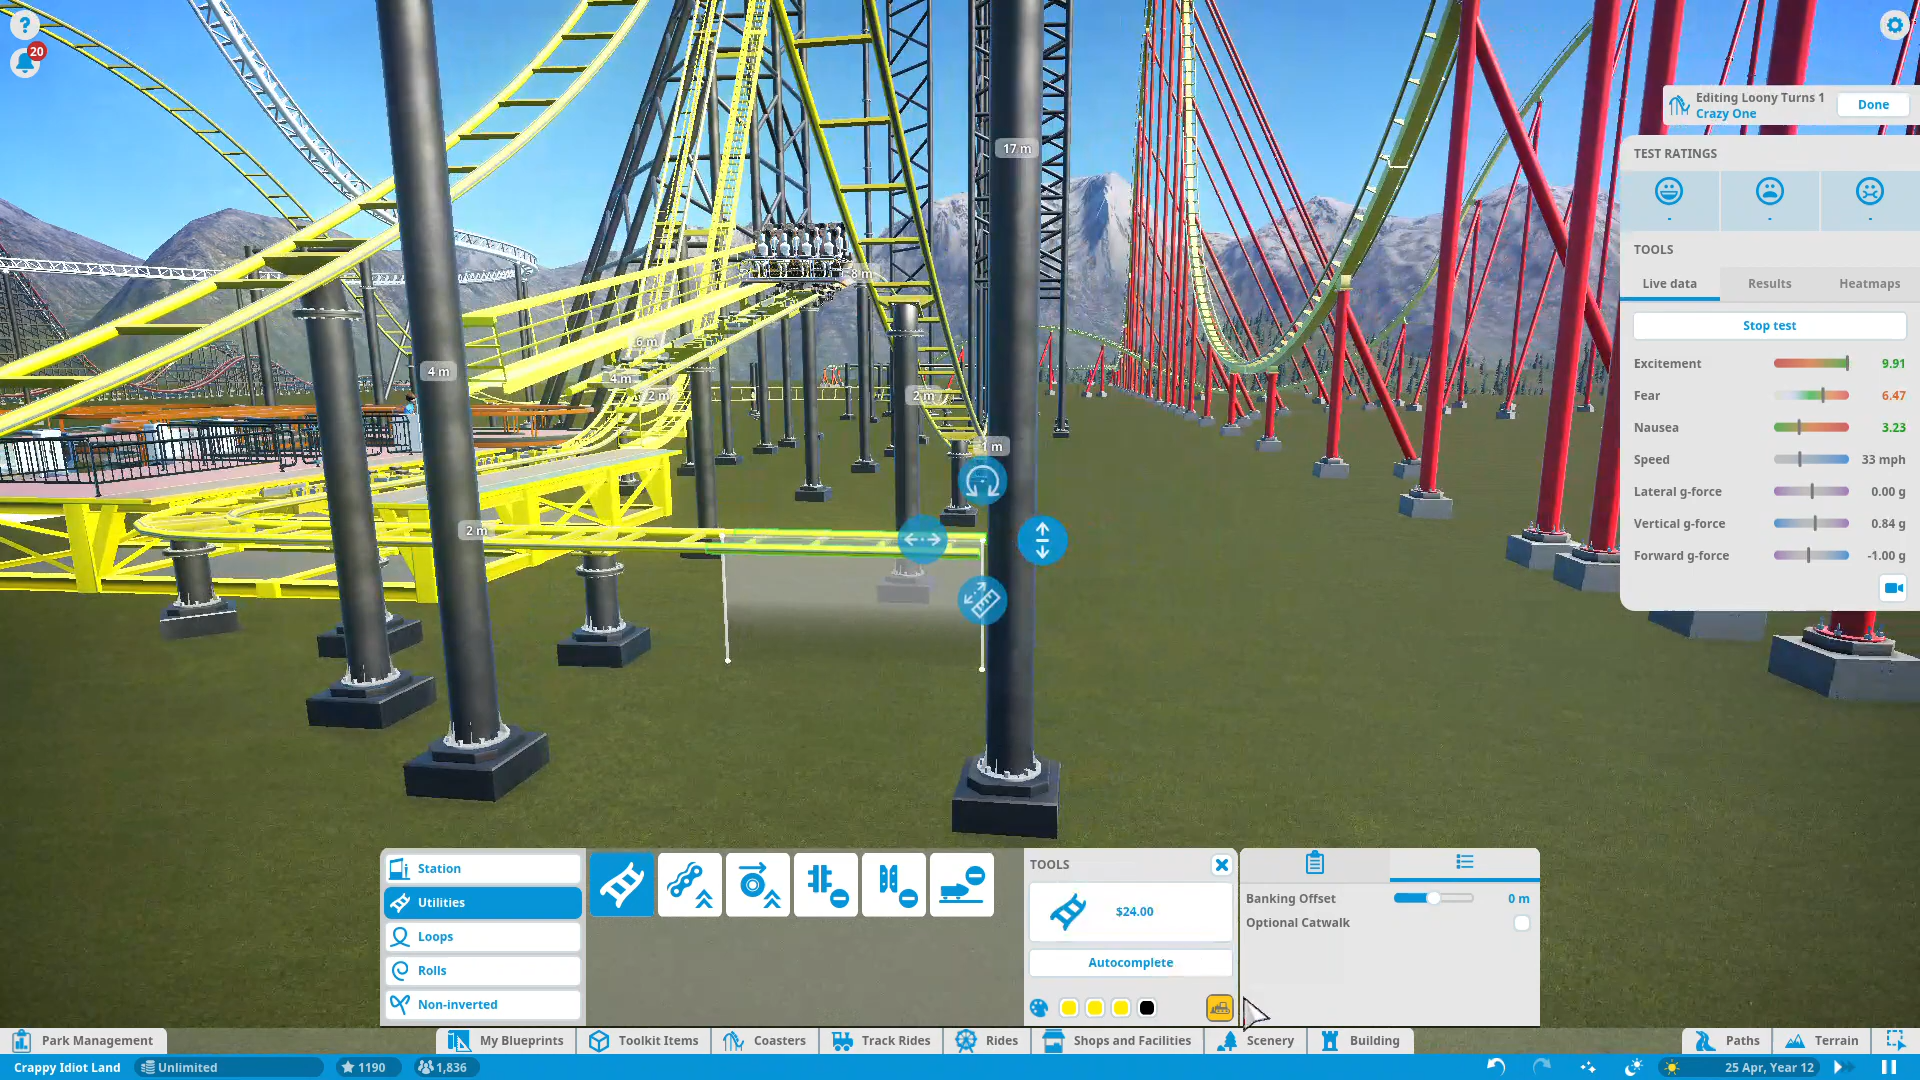 ?
20
Editing Loony Turns 1
Crazy One
Done
TEST RATINGS
- - -
TOOLS
Live data Results Heatmaps
Stop test
Excitement 9.91
Fear 6.47
Nausea 3.23
Speed 33 mph
Lateral g-force 0.00 g
Vertical g-force 0.84 g
Forward g-force -1.00 g
17 m
8 m
6 m
4 m
4 m
2 m
2 m
1 m
2 m
Station
Utilities
Loops
Rolls
Non-inverted
TOOLS
$24.00
Autocomplete
Banking Offset 0 m
Optional Catwalk
Park Management My Blueprints Toolkit Items Coasters Track Rides Rides Shops and Facilities Scenery Building Paths Terrain
Crappy Idiot Land Unlimited 1190 1,836 25 Apr, Year 12